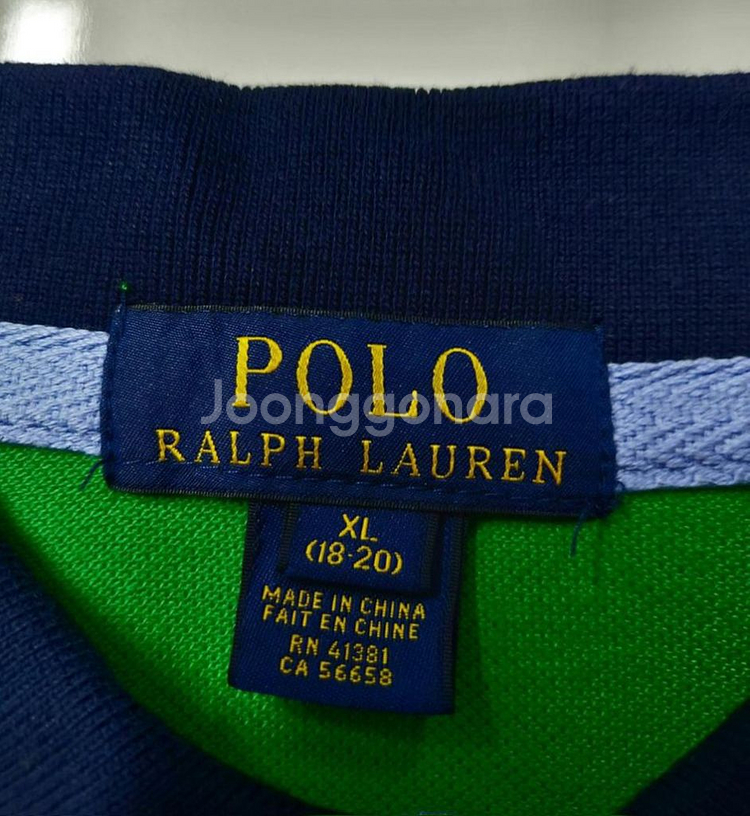 POLO
Joonggonara
RALPH LAUREN
XL
(18-20)
MADE IN CHINA
FAIT EN CHINE
RN 41381
CA 56658